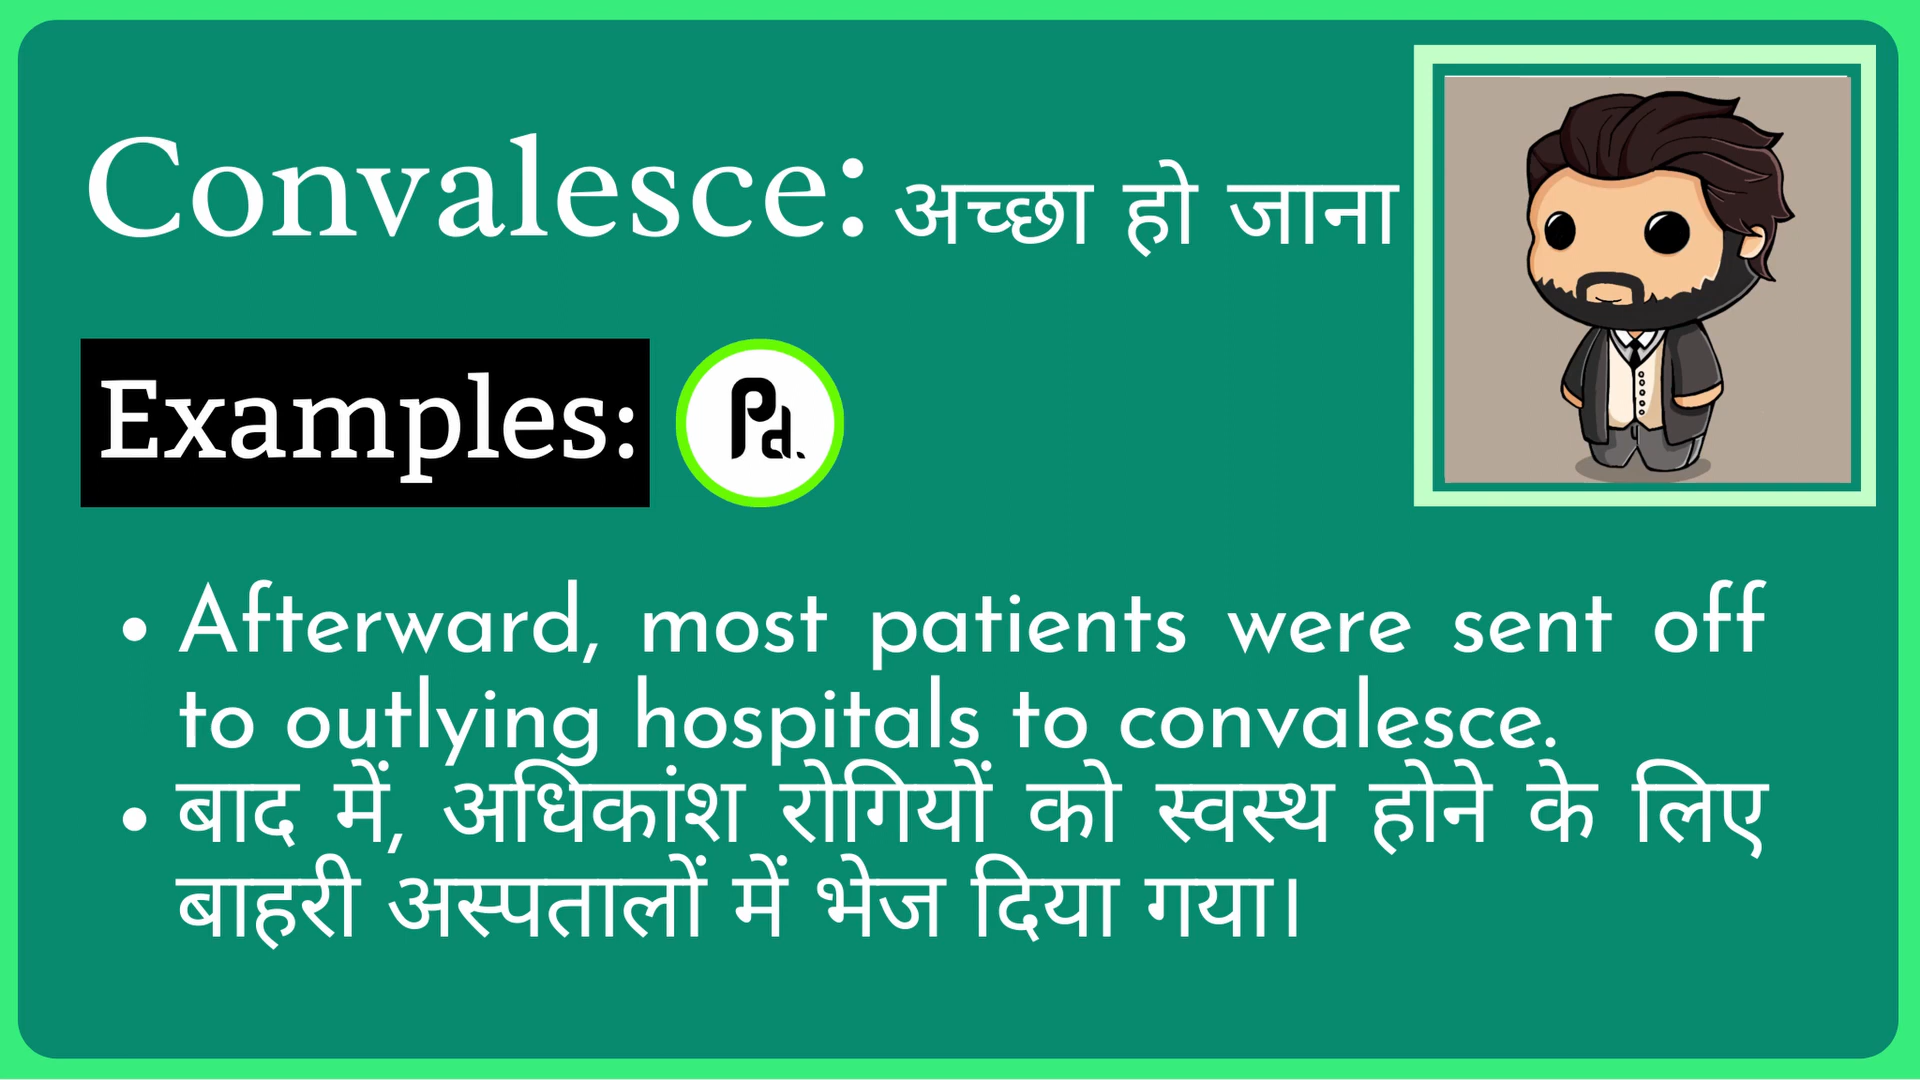 Convalesce: अच्छा हो जाना
Examples:
Pd.
• Afterward, most patients were sent off
to outlying hospitals to convalesce.
• बाद में, अधिकांश रोगियों को स्वस्थ होने के लिए
बाहरी अस्पतालों में भेज दिया गया।